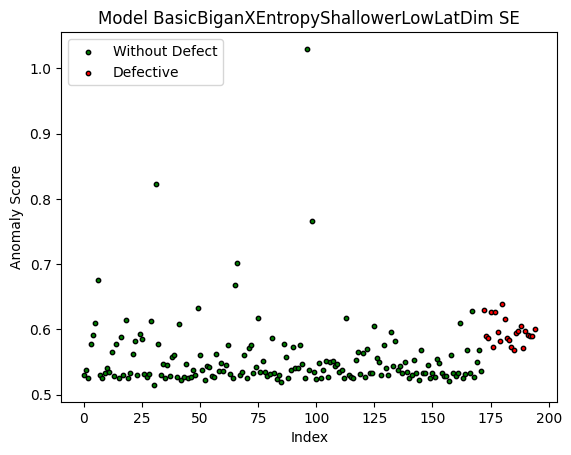 Model BasicBiganXEntropyShallowerLowLatDim SE
Without Defect
Defective
Anomaly Score
1.0
0.9
0.8
0.7
0.6
0.5
0 25 50 75 100 125 150 175 200
Index